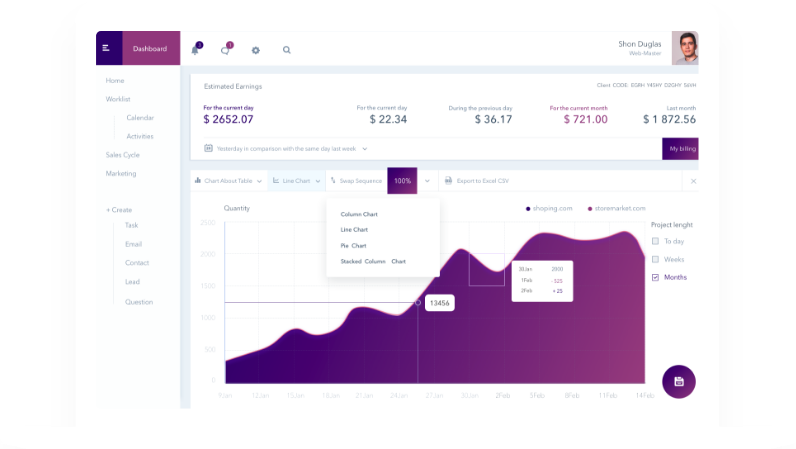 Dashboard
2
1
Shon Duglas
Web-Master
Home
Worklist
Calendar
Activities
Sales Cycle
Marketing
+ Create
Task
Email
Contact
Lead
Question
Estimated Earnings
For the current day
$ 2652.07
For the current day
$ 22.34
During the previous day
$ 36.17
For the current month
$ 721.00
Last month
$ 1 872.56
Yesterday in comparison with the same day last week
My billing
Chart About Table
Line Chart
Swap Sequence
100%
Export to Excel CSV
Column Chart
Line Chart
Pie Chart
Stacked Column Chart
Quantity
shoping.com
storemarket.com
2500
2000
1500
1000
500
0
13456
30Jan 2000
1Feb - 525
2Feb + 25
9Jan 12Jan 15Jan 18Jan 21Jan 24Jan 27Jan 30Jan 2Feb 5Feb 8Feb 11Feb 14Feb
Project lenght
To day
Weeks
Months